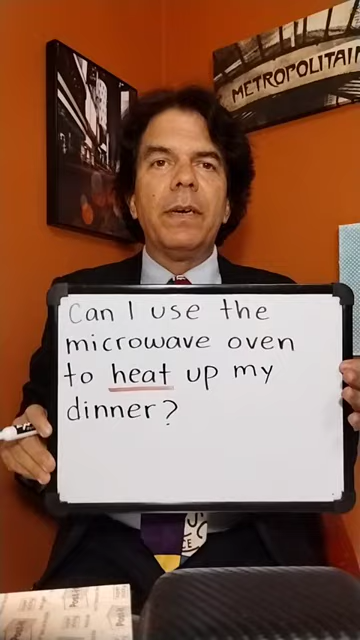 METROPOLITAIN
Can I use the
microwave oven
to heat up my
dinner?